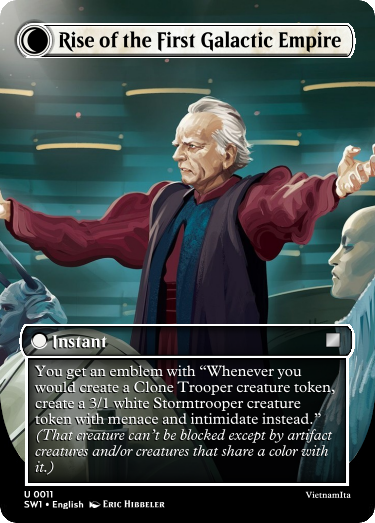 Rise of the First Galactic Empire
Instant
You get an emblem with “Whenever you
would create a Clone Trooper creature token,
create a 3/1 white Stormtrooper creature
token with menace and intimidate instead.”
(That creature can’t be blocked except by artifact
creatures and/or creatures that share a color with
it.)
U 0011
SW1 • English Eric Hibbeler
VietnamIta